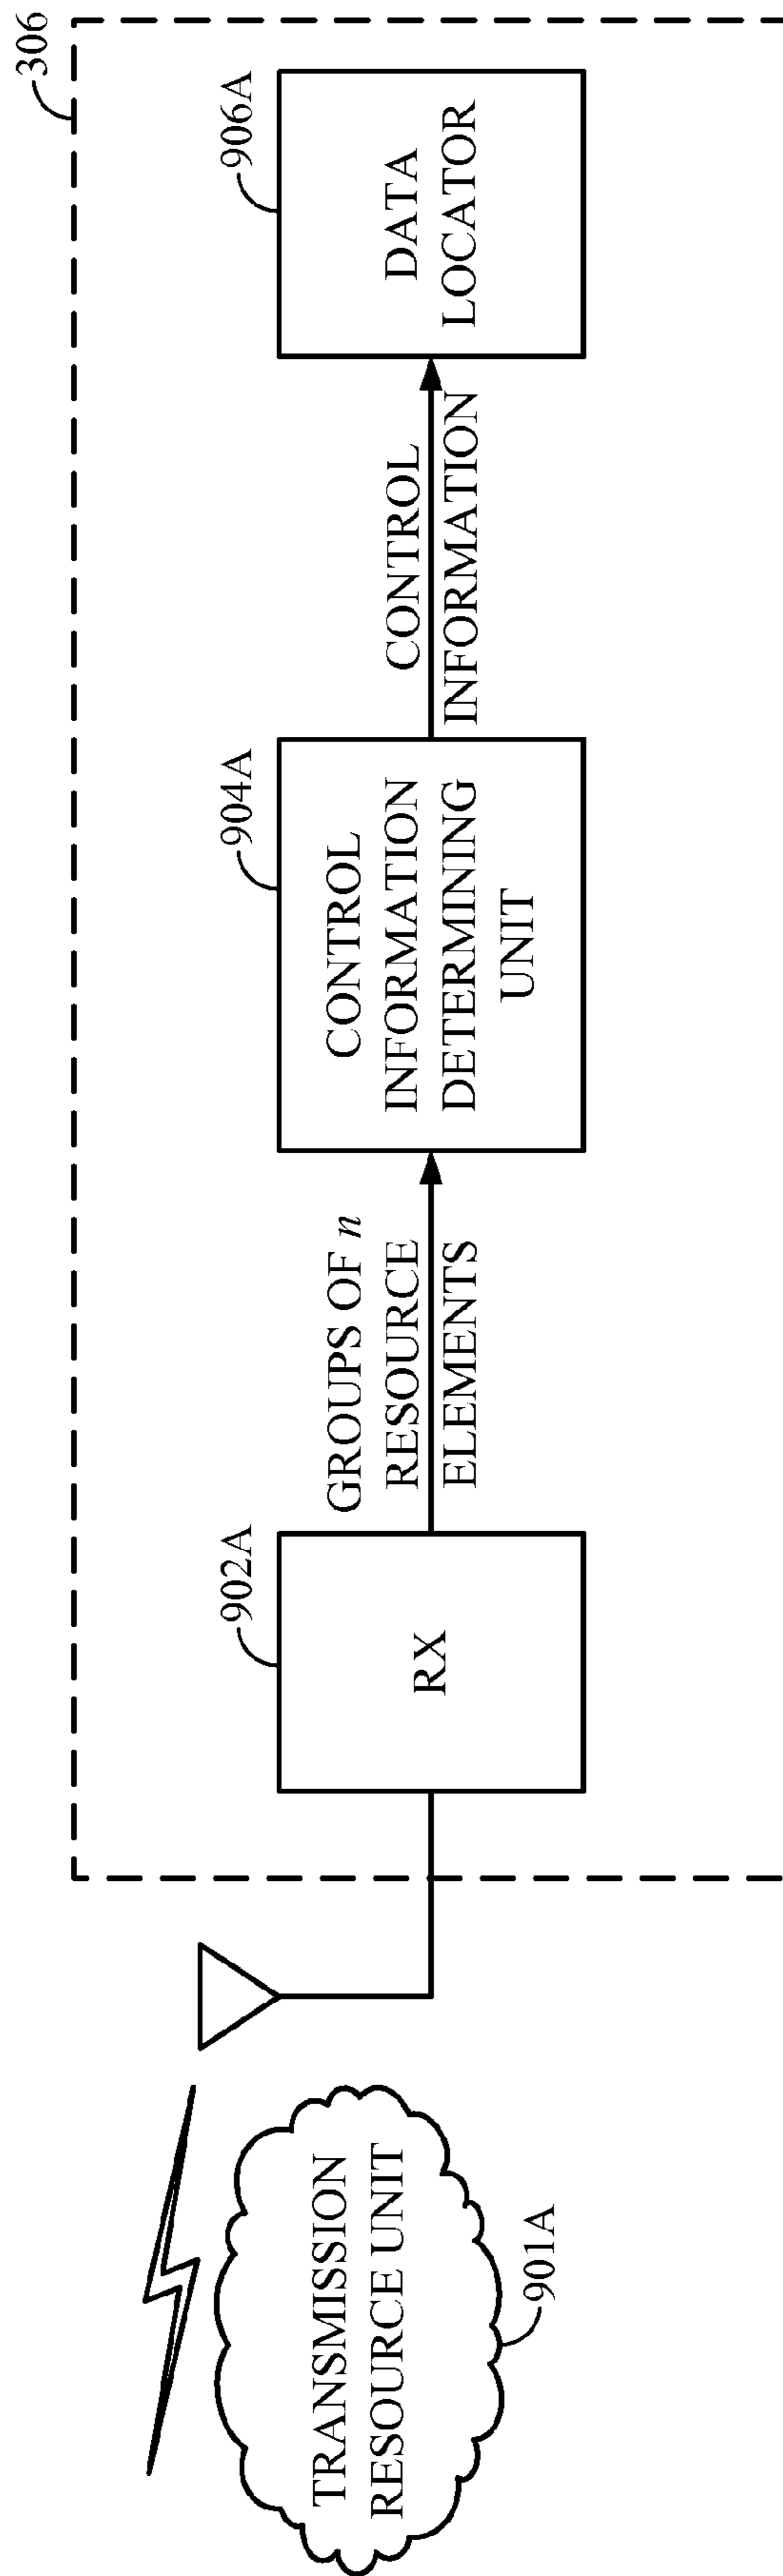 306
TRANSMISSION
RESOURCE UNIT
901A
902A
RX
GROUPS OF n
RESOURCE
ELEMENTS
904A
CONTROL
INFORMATION
DETERMINING
UNIT
CONTROL
INFORMATION
906A
DATA
LOCATOR